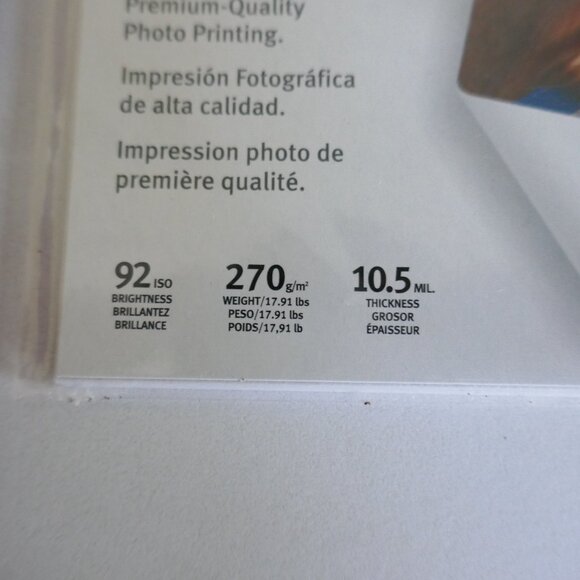 Premium-Quality
Photo Printing.
Impresión Fotográfica
de alta calidad.
Impression photo de
première qualité.
92 ISO
BRIGHTNESS
BRILLANTEZ
BRILLANCE
270 g/m²
WEIGHT/17.91 lbs
PESO/17.91 lbs
POIDS/17,91 lb
10.5 MIL.
THICKNESS
GROSOR
ÉPAISSEUR